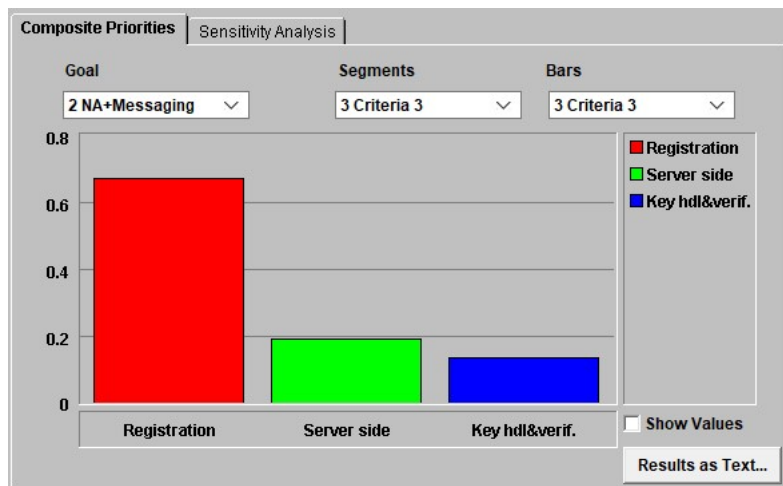 Composite Priorities
Sensitivity Analysis
Goal
Segments
Bars
2 NA+Messaging
3 Criteria 3
3 Criteria 3
0.8
0.6
0.4
0.2
0
Registration
Server side
Key hdl&verif.
Registration
Server side
Key hdl&verif.
Show Values
Results as Text...